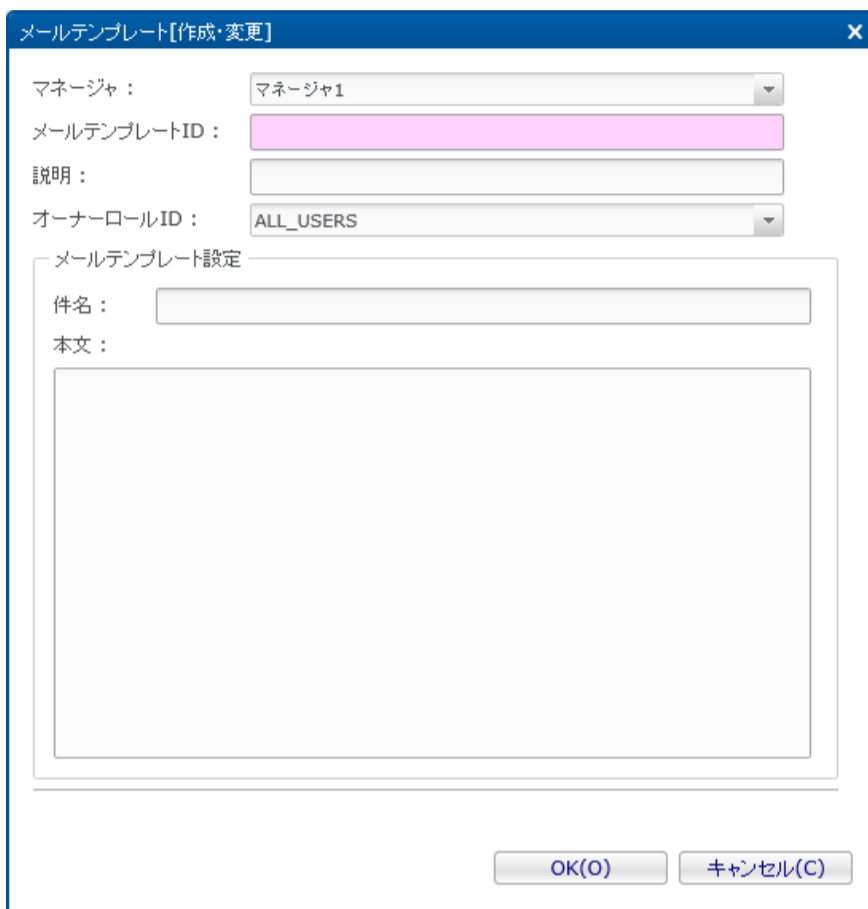 メールテンプレート[作成・変更]
マネージャ： マネージャ1
メールテンプレートID：
説明：
オーナーロールID： ALL_USERS
メールテンプレート設定
件名：
本文：
OK(O) キャンセル(C)